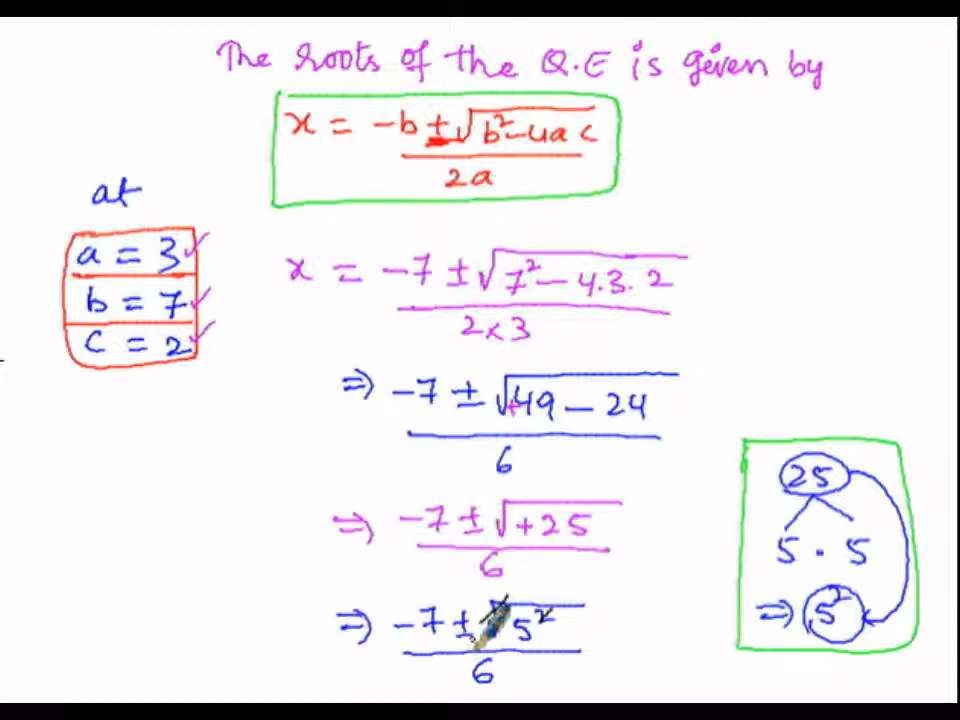 The roots of the Q.E is given by
x = -b ± √b² - 4ac
2a
at
a = 3
b = 7
c = 2
x = -7 ± √7² - 4.3.2
2 × 3
⇒ -7 ± √+49 - 24
6
⇒ -7 ± √+25
6
⇒ -7 ± √5²
6
25
5 . 5
⇒ 5²